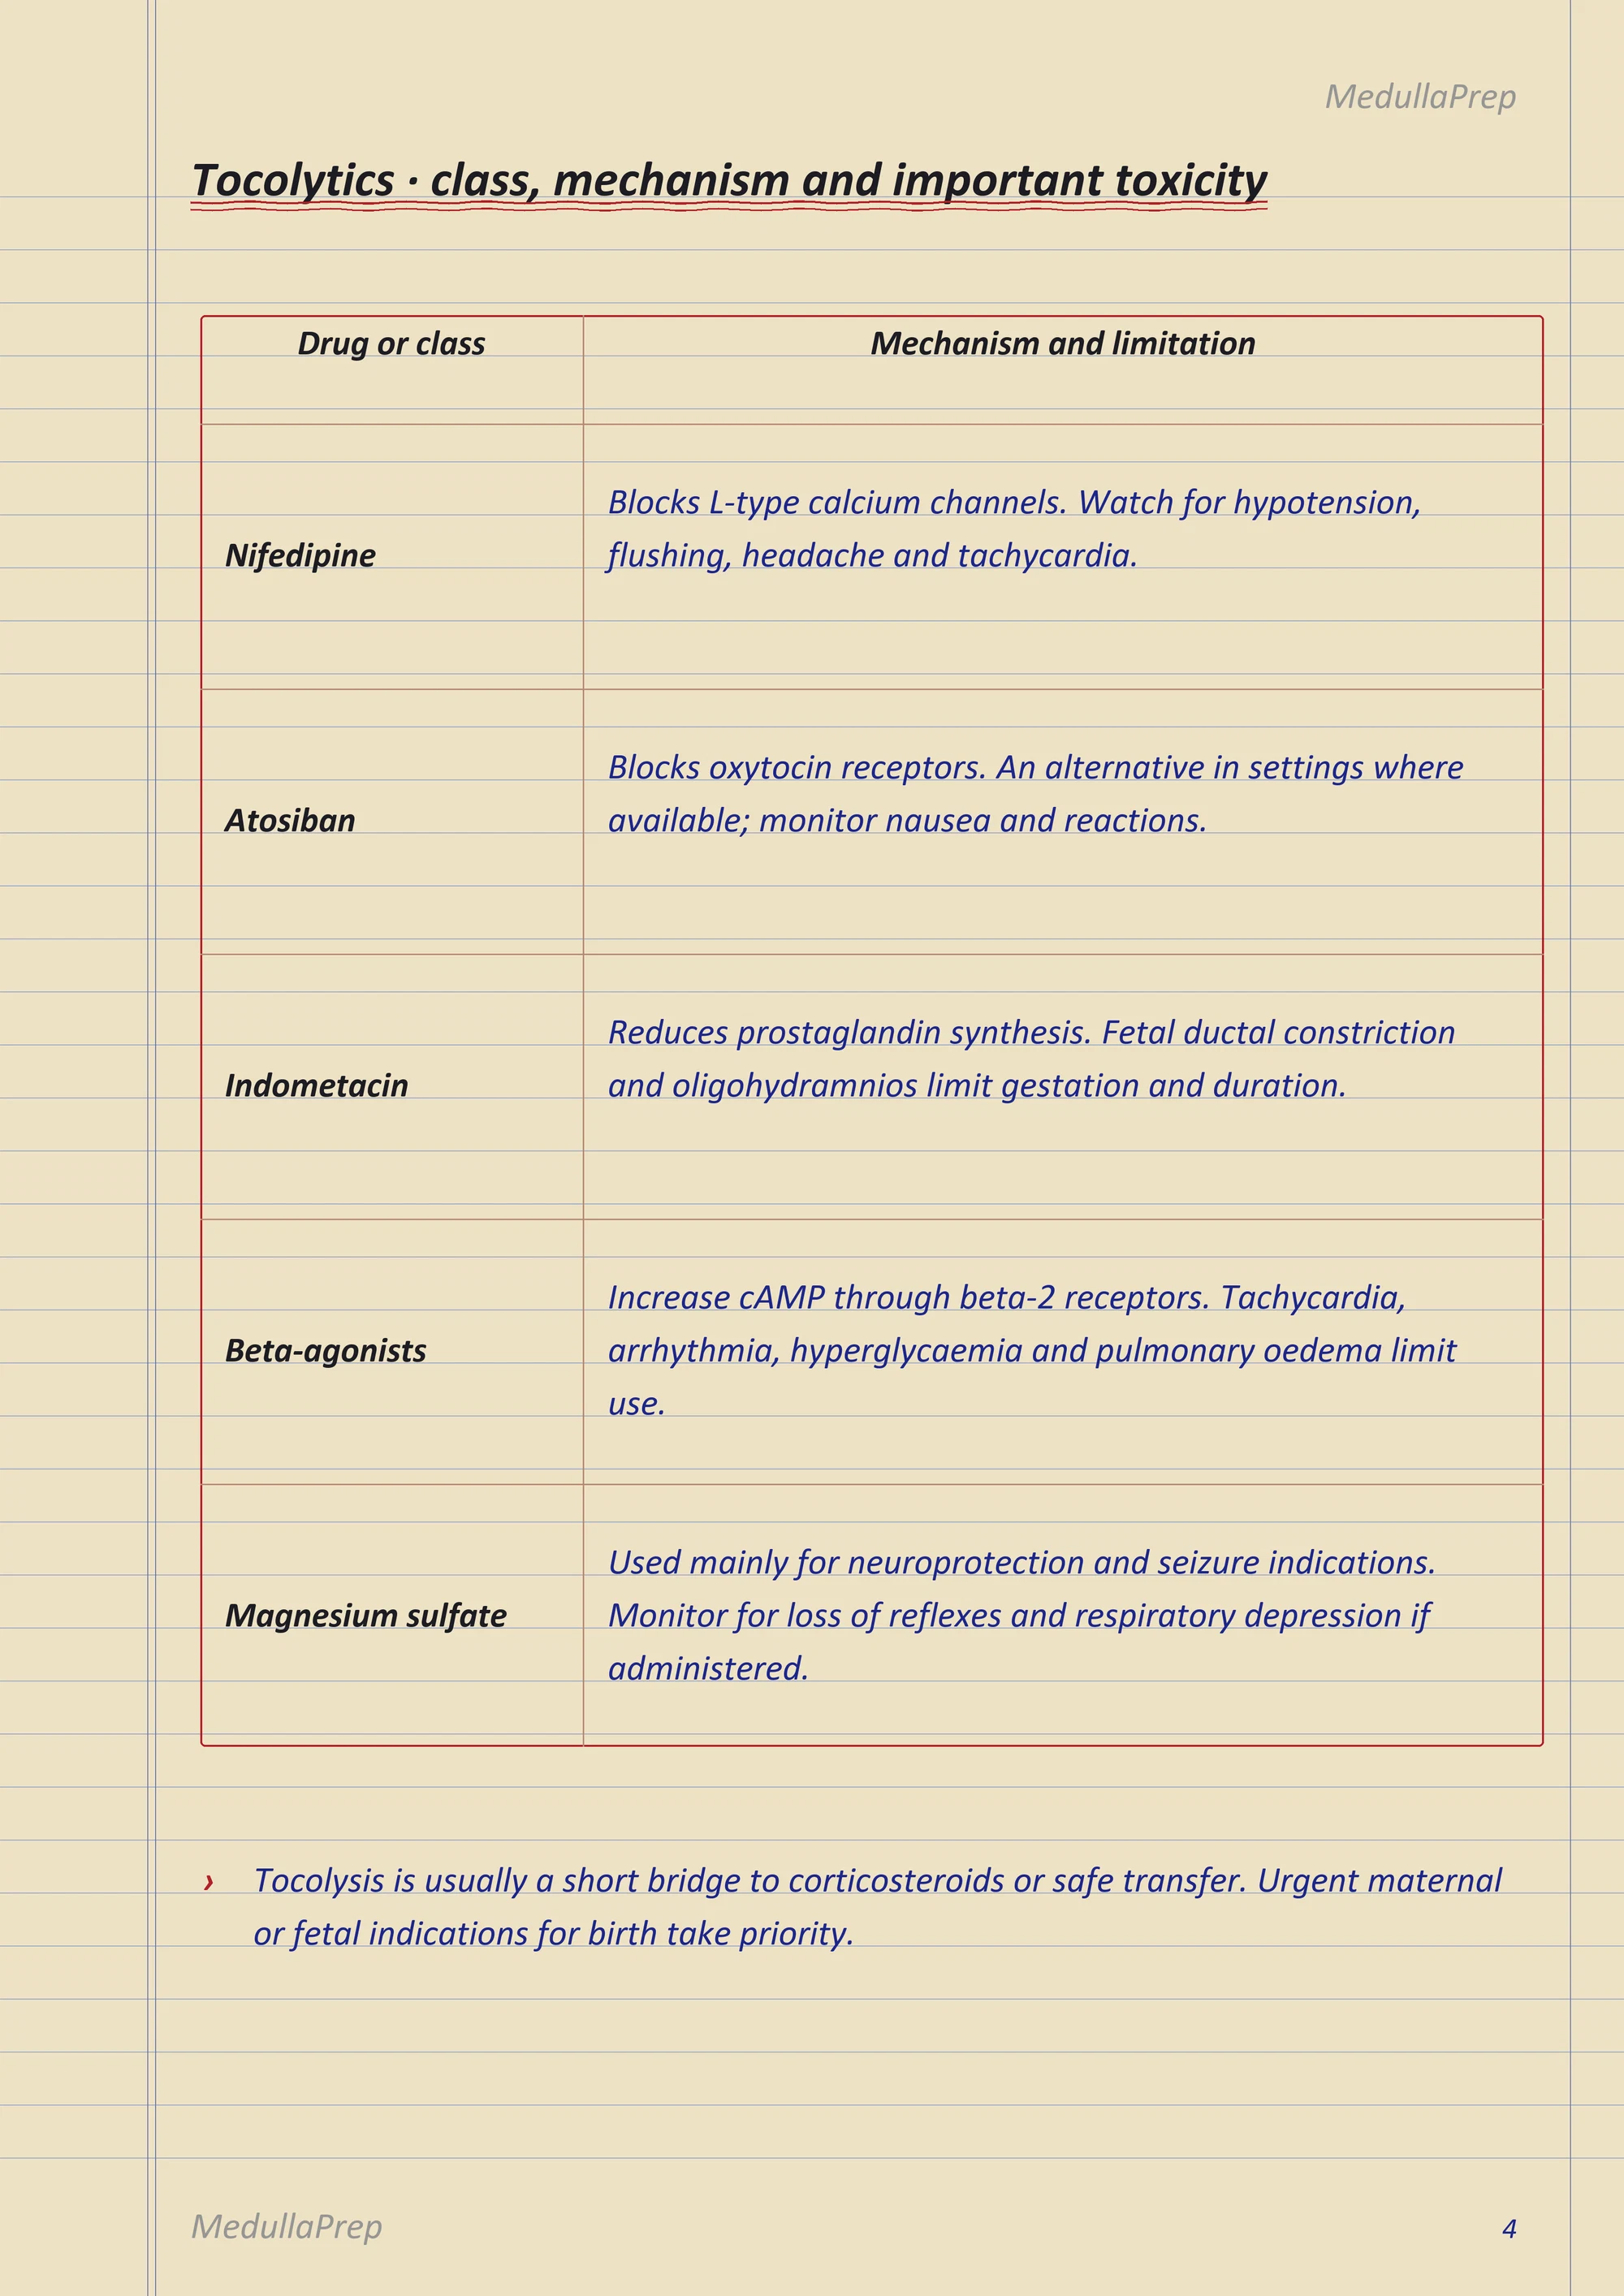 MedullaPrep
Tocolytics · class, mechanism and important toxicity
Drug or class
Mechanism and limitation
Nifedipine
Blocks L-type calcium channels. Watch for hypotension,
flushing, headache and tachycardia.
Atosiban
Blocks oxytocin receptors. An alternative in settings where
available; monitor nausea and reactions.
Indometacin
Reduces prostaglandin synthesis. Fetal ductal constriction
and oligohydramnios limit gestation and duration.
Beta-agonists
Increase cAMP through beta-2 receptors. Tachycardia,
arrhythmia, hyperglycaemia and pulmonary oedema limit
use.
Magnesium sulfate
Used mainly for neuroprotection and seizure indications.
Monitor for loss of reflexes and respiratory depression if
administered.
› Tocolysis is usually a short bridge to corticosteroids or safe transfer. Urgent maternal
or fetal indications for birth take priority.
MedullaPrep
4